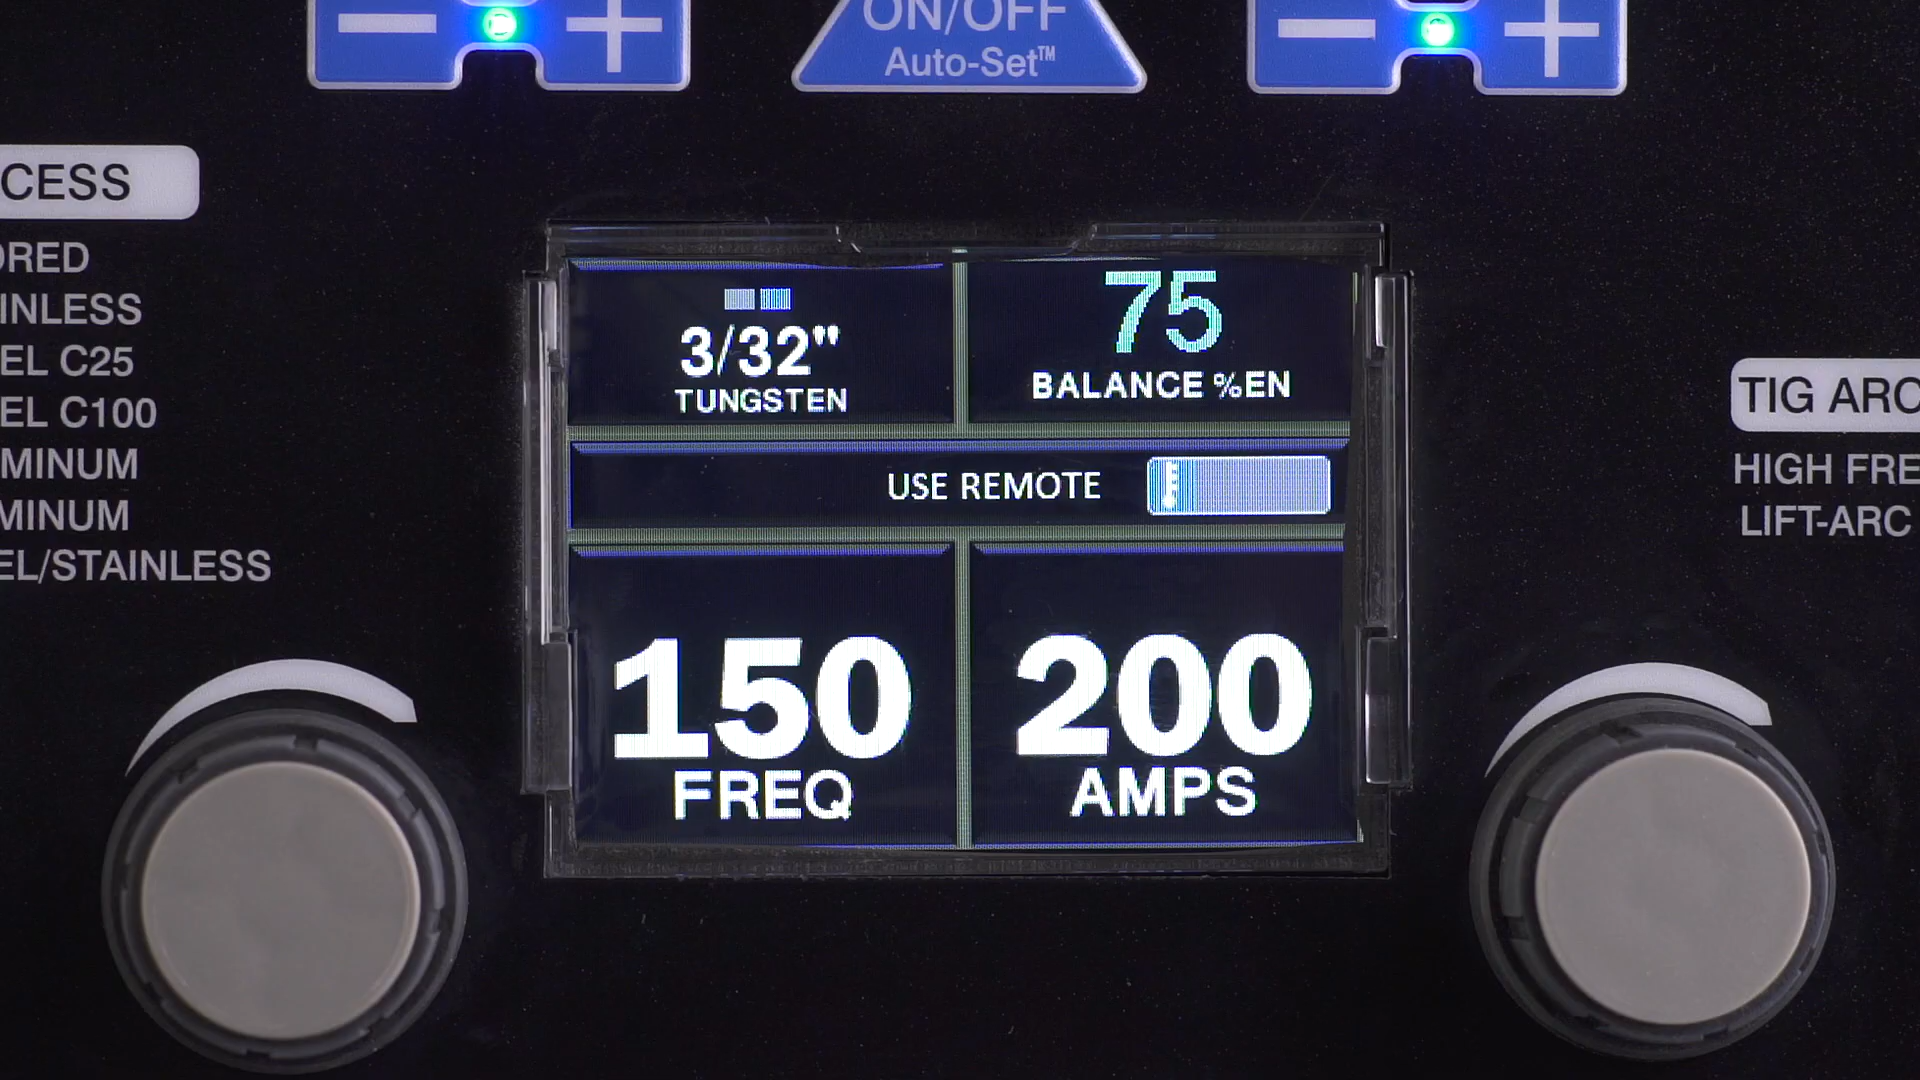 − +
ON/OFF
Auto-Set™
− +
CESS
ORED
INLESS
EL C25
EL C100
MINUM
MINUM
EL/STAINLESS
3/32"
TUNGSTEN
75
BALANCE %EN
USE REMOTE
150
FREQ
200
AMPS
TIG ARC
HIGH FRE
LIFT-ARC